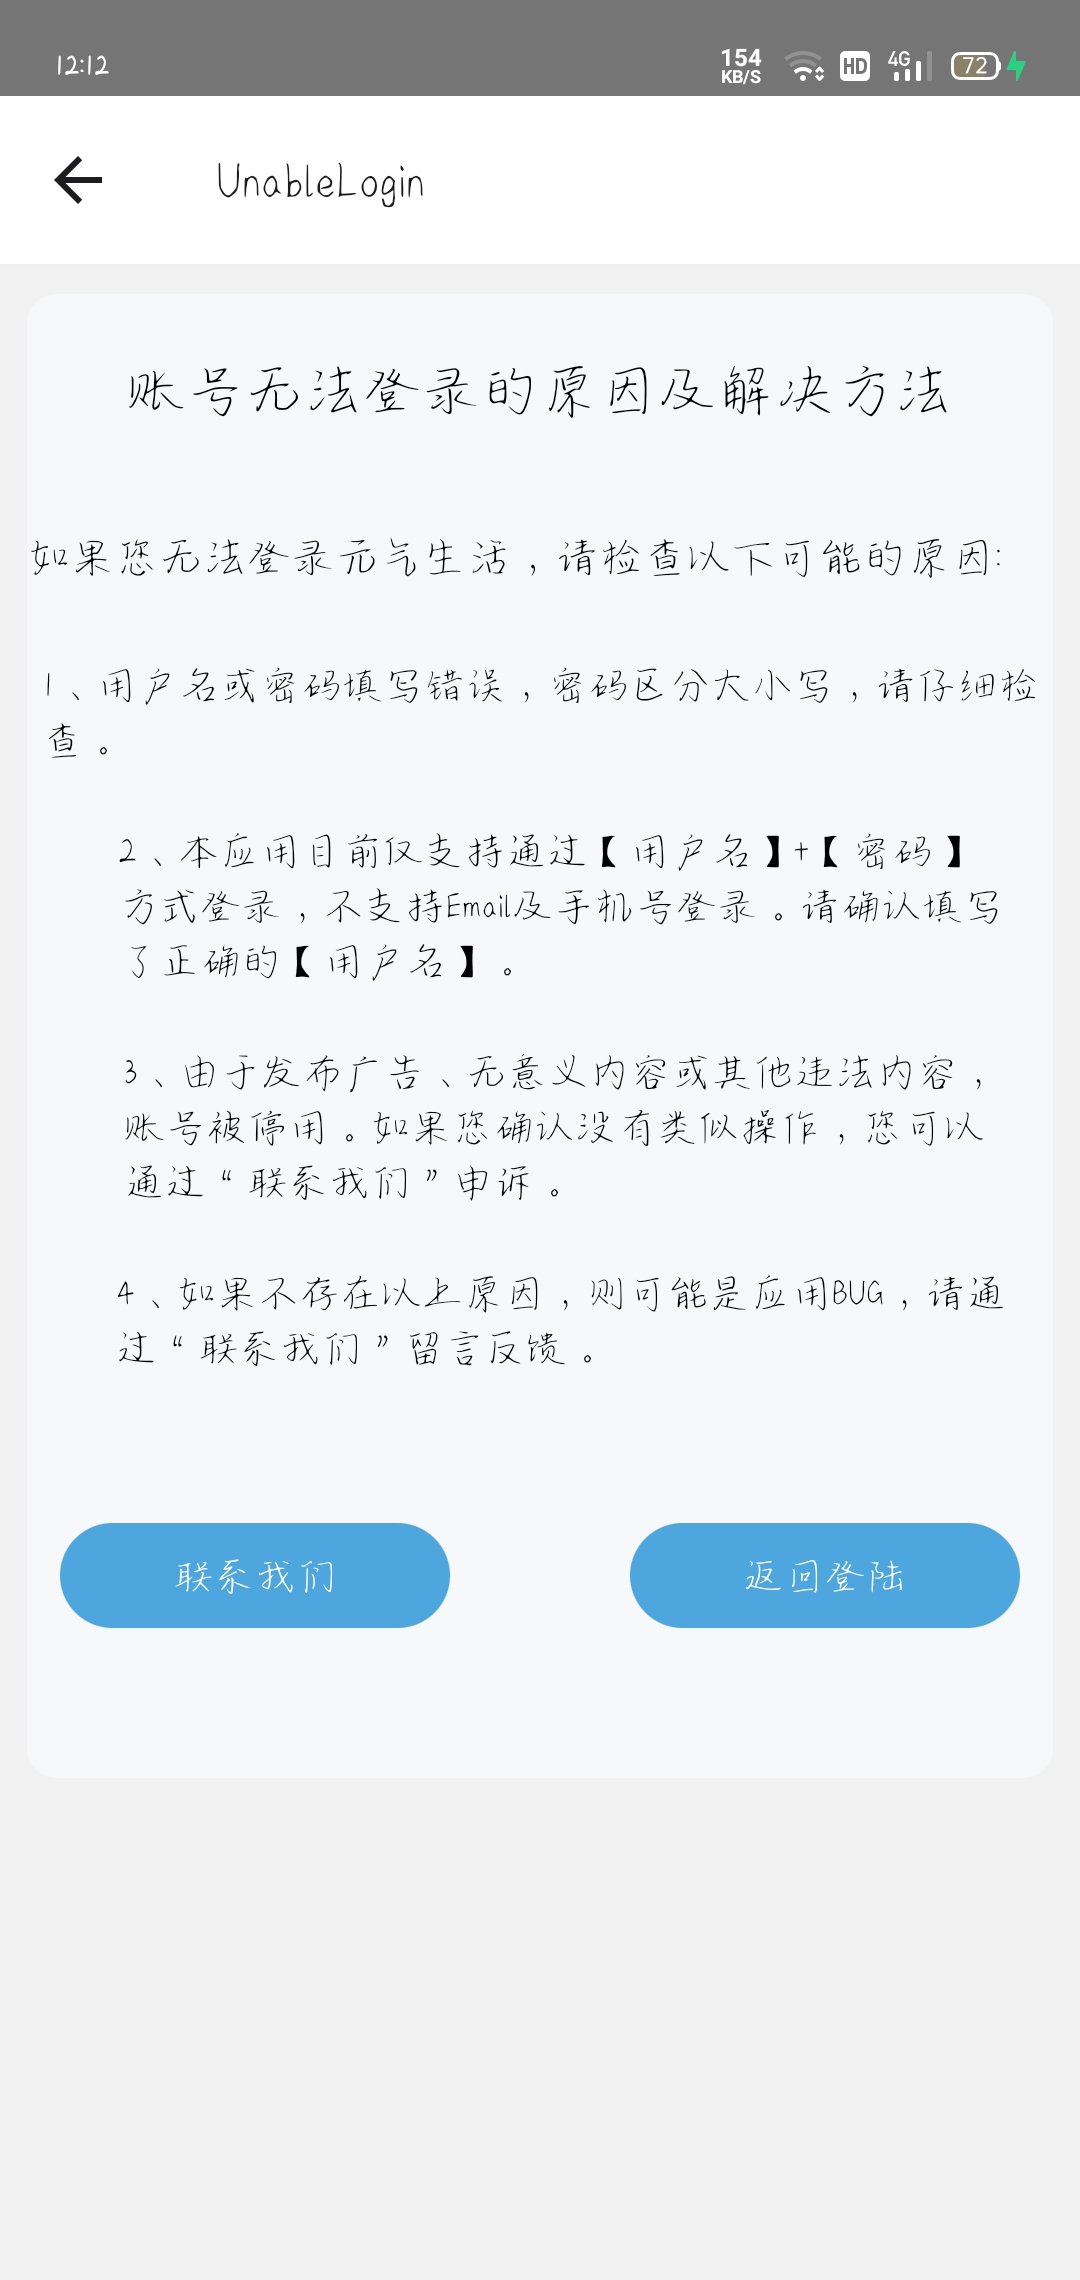 12:12
154
KB/S
HD
4G
72
UnableLogin
账号无法登录的原因及解决方法
如果您无法登录元气生活，请检查以下可能的原因:
1、用户名或密码填写错误，密码区分大小写，请仔细检
查。
2、本应用目前仅支持通过【用户名】+【密码】
方式登录，不支持Email及手机号登录。请确认填写
了正确的【用户名】。
3、由于发布广告、无意义内容或其他违法内容，
账号被停用。如果您确认没有类似操作，您可以
通过“联系我们”申诉。
4、如果不存在以上原因，则可能是应用BUG，请通
过“联系我们”留言反馈。
联系我们
返回登陆